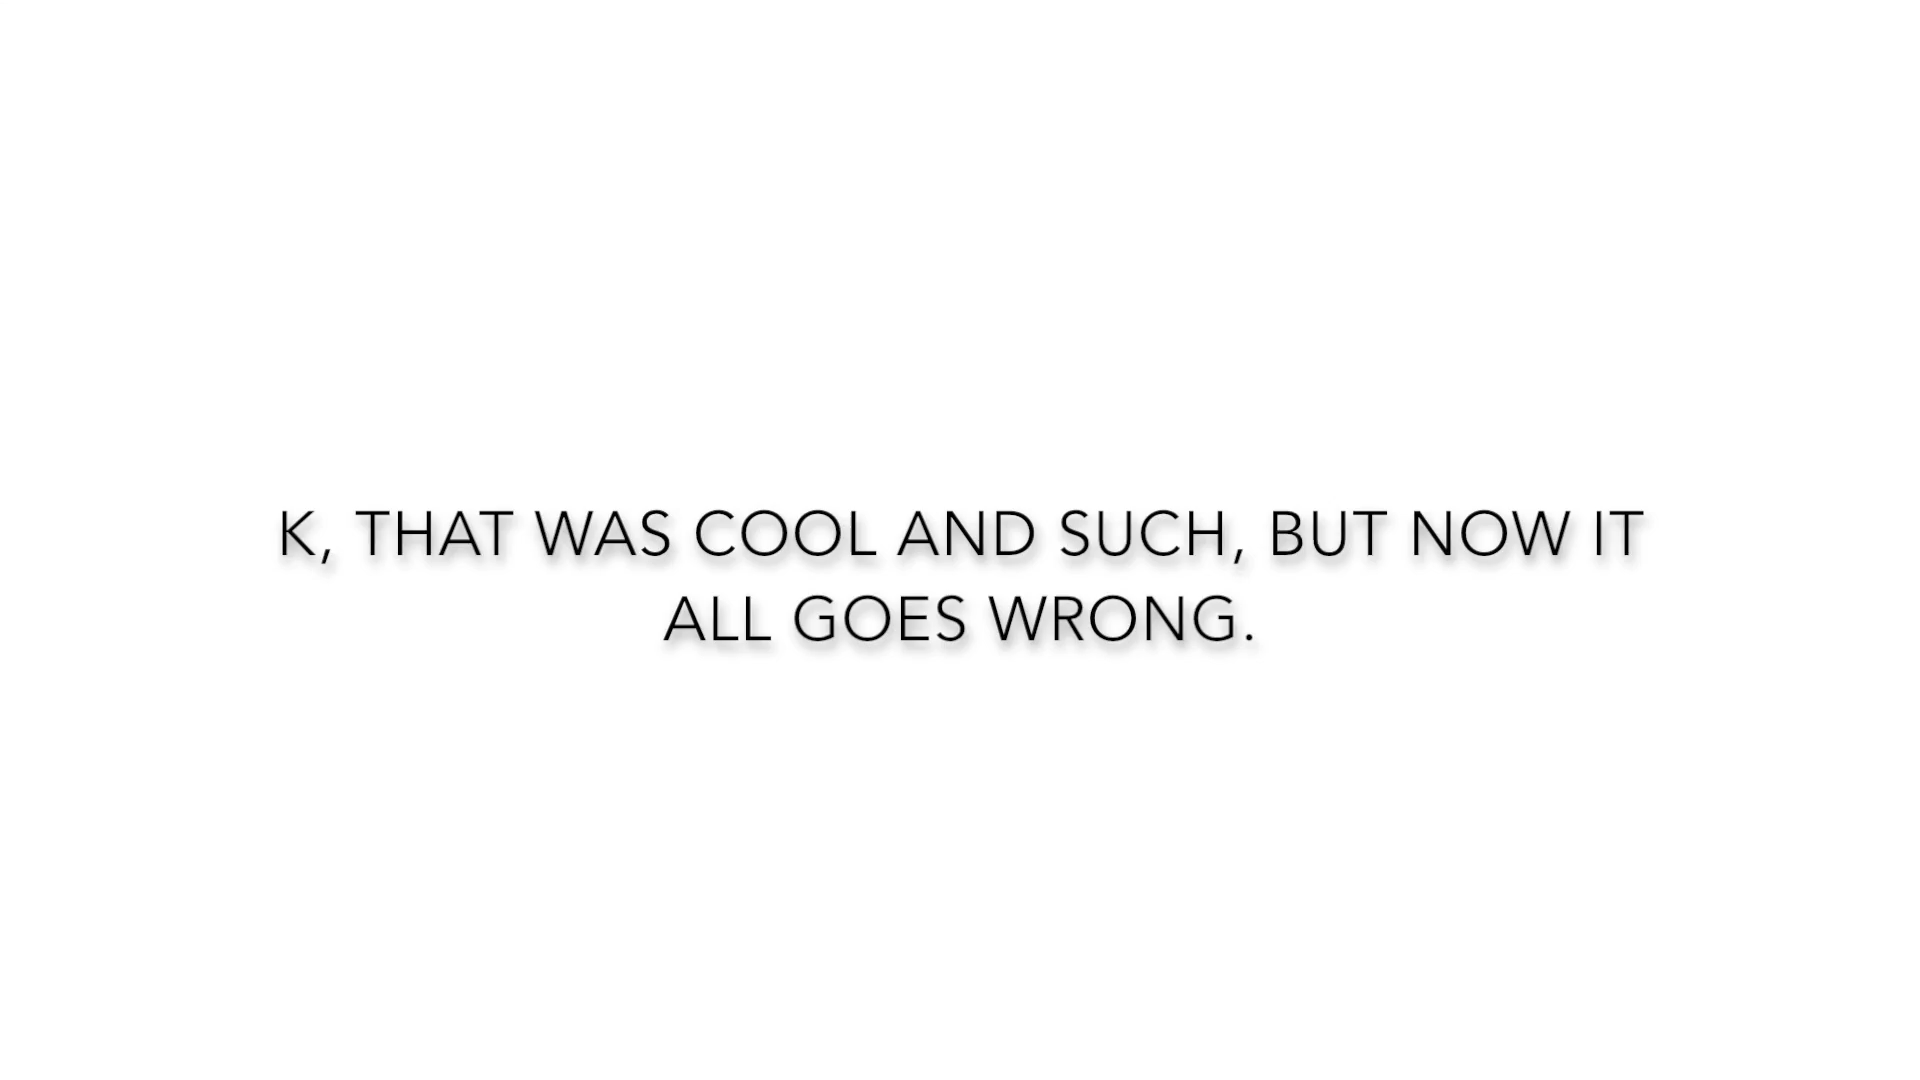 K, THAT WAS COOL AND SUCH, BUT NOW IT
ALL GOES WRONG.